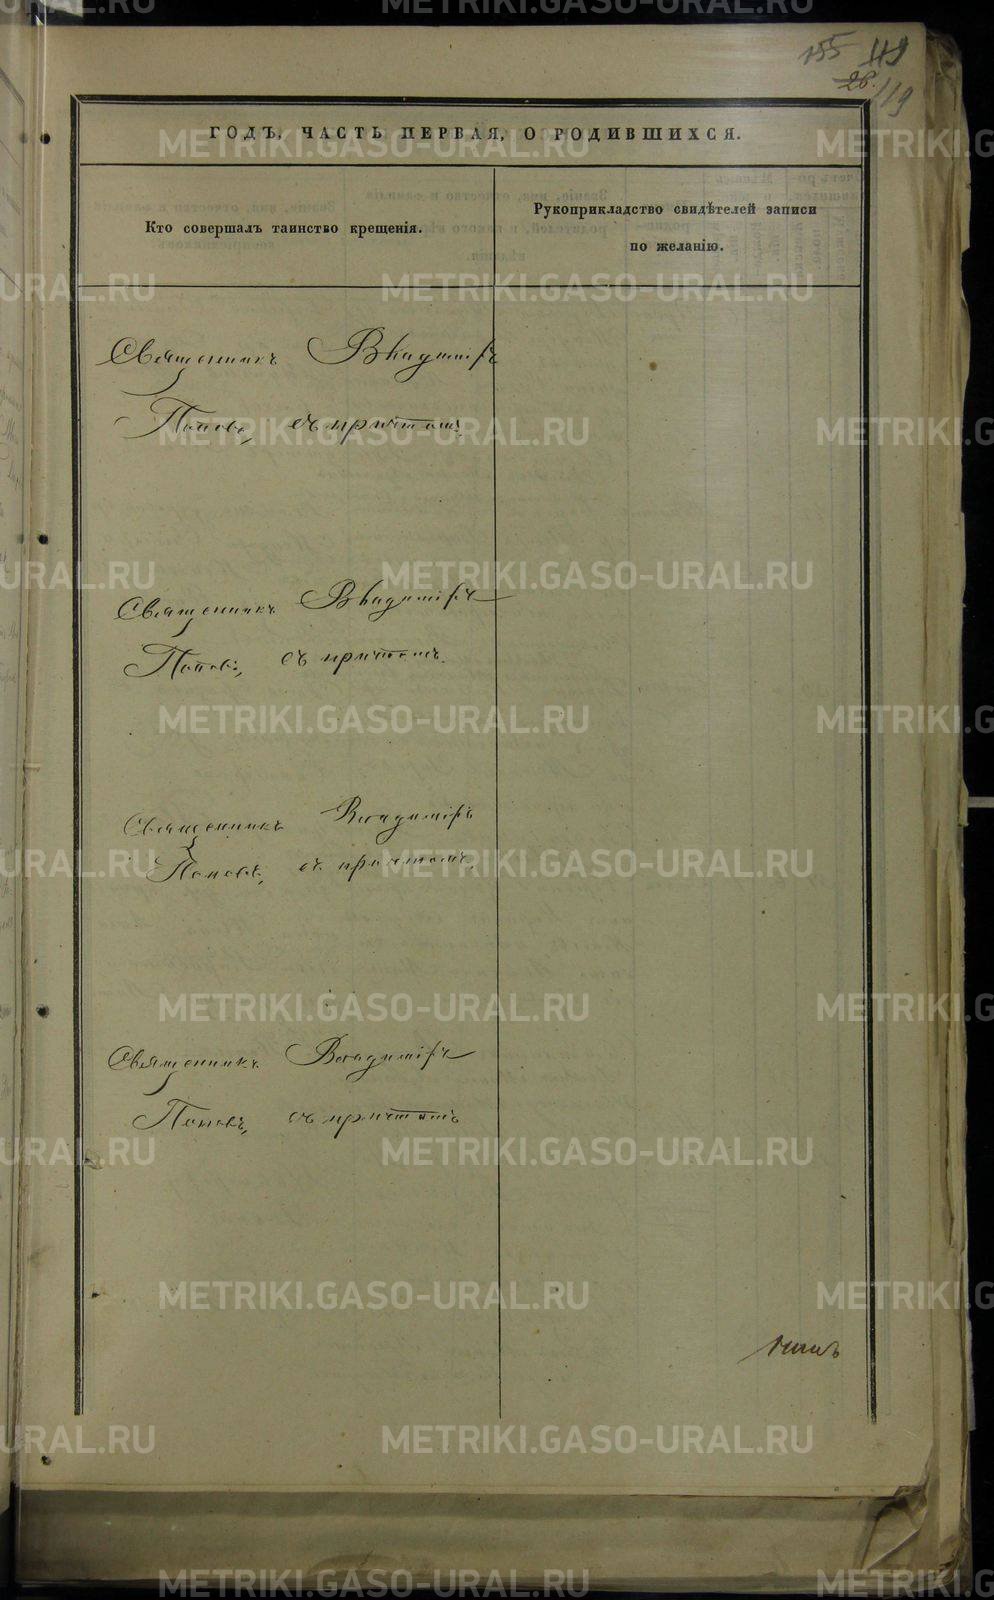 155 119
26. 119
ГОДЪ, ЧАСТЬ ПЕРВАЯ, О РОДИВШИХСЯ.
Кто совершалъ таинство крещенія.
Рукоприкладство свидѣтелей записи
по желанію.
Священникъ Владиміръ
Поповъ, съ причтомъ.
Священникъ Владиміръ
Поповъ, съ причтомъ.
Священникъ Владиміръ
Поповъ, съ причтомъ.
Священникъ Владиміръ
Поповъ, съ причтомъ
METRIKI.GASO-URAL.RU